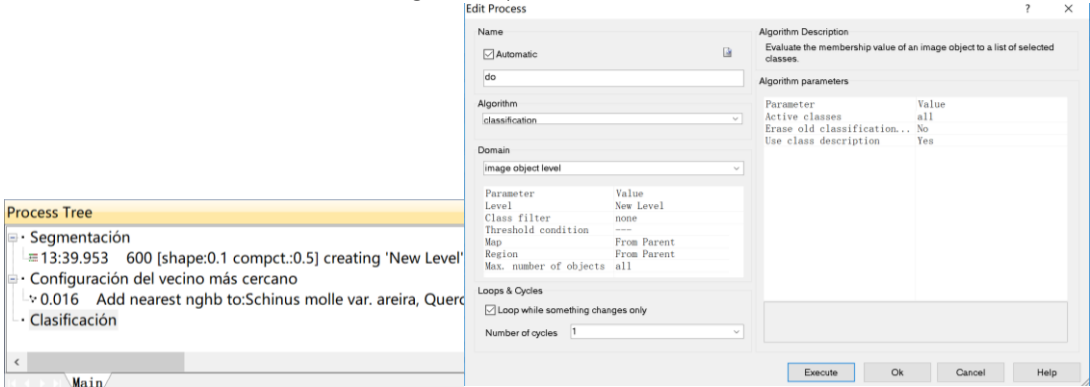 Edit Process
?
×
Name
Automatic
do
Algorithm
classification
Domain
image object level
Parameter Value
Level New Level
Class filter none
Threshold condition ---
Map From Parent
Region From Parent
Max. number of objects all
Loops & Cycles
Loop while something changes only
Number of cycles 1
Algorithm Description
Evaluate the membership value of an image object to a list of selected
classes.
Algorithm parameters
Parameter Value
Active classes all
Erase old classification... No
Use class description Yes
Execute Ok Cancel Help
Process Tree
Segmentación
13:39.953 600 [shape:0.1 compct.:0.5] creating 'New Level'
Configuración del vecino más cercano
0.016 Add nearest nghb to:Schinus molle var. areira, Querc
Clasificación
Main